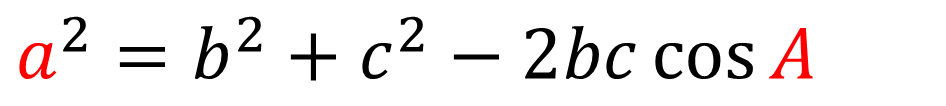 a² = b² + c² − 2bc cos A